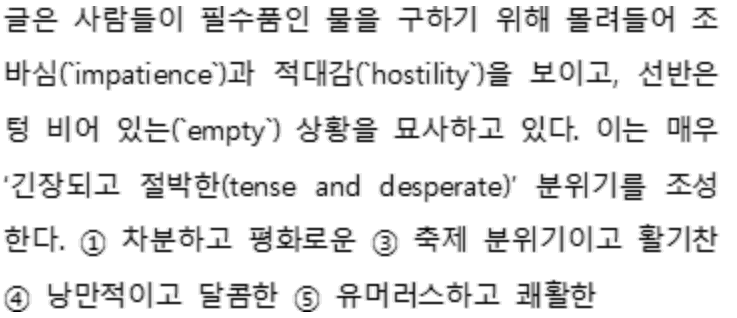 글은 사람들이 필수품인 물을 구하기 위해 몰려들어 조
바심(`impatience`)과 적대감(`hostility`)을 보이고, 선반은
텅 비어 있는(`empty`) 상황을 묘사하고 있다. 이는 매우
‘긴장되고 절박한(tense and desperate)’ 분위기를 조성
한다. ① 차분하고 평화로운 ③ 축제 분위기이고 활기찬
④ 낭만적이고 달콤한 ⑤ 유머러스하고 쾌활한